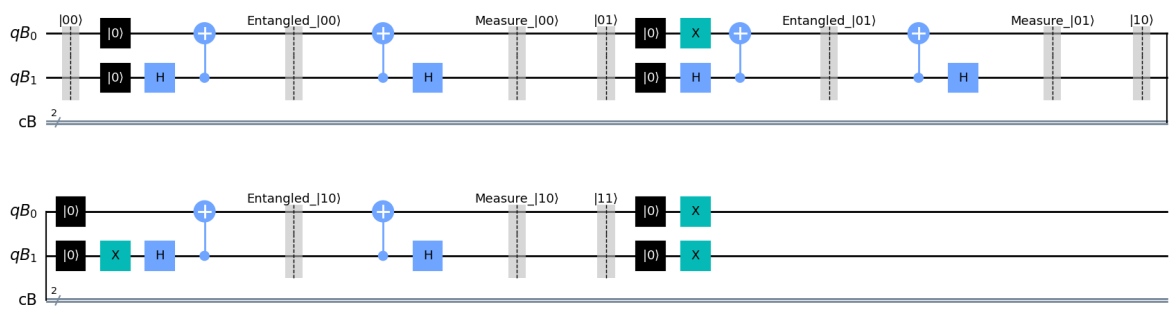 |00⟩ Entangled_|00⟩ Measure_|00⟩ |01⟩ Entangled_|01⟩ Measure_|01⟩ |10⟩
qB0 |0⟩ |0⟩ X
qB1 |0⟩ H H |0⟩ H H
cB 2
Entangled_|10⟩ Measure_|10⟩ |11⟩
qB0 |0⟩ |0⟩ X
qB1 |0⟩ X H H |0⟩ X
cB 2